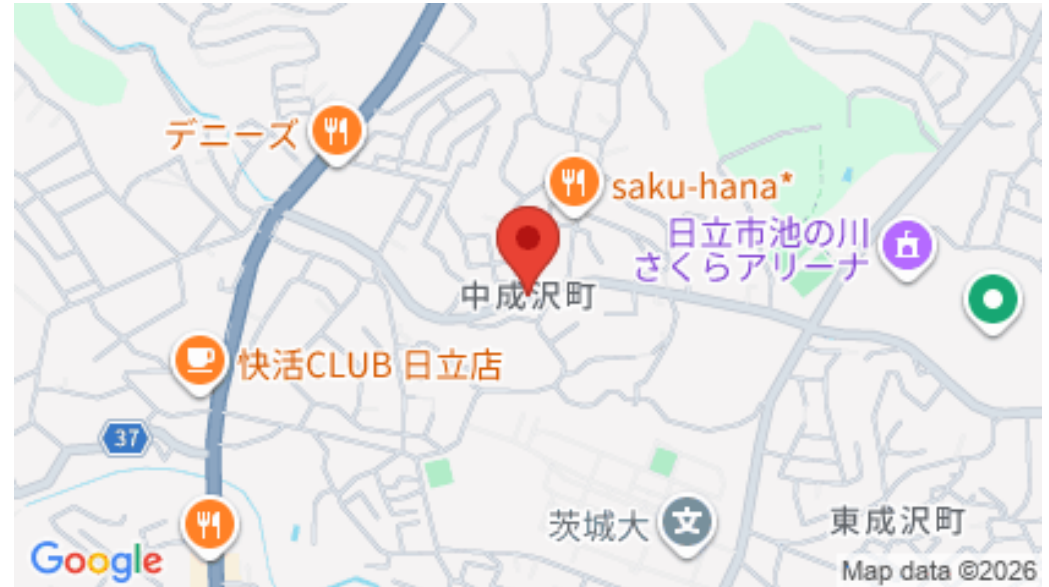 デニーズ
saku-hana*
日立市池の川
さくらアリーナ
中成沢町
快活CLUB 日立店
37
茨城大
文
東成沢町
Google
Map data ©2026